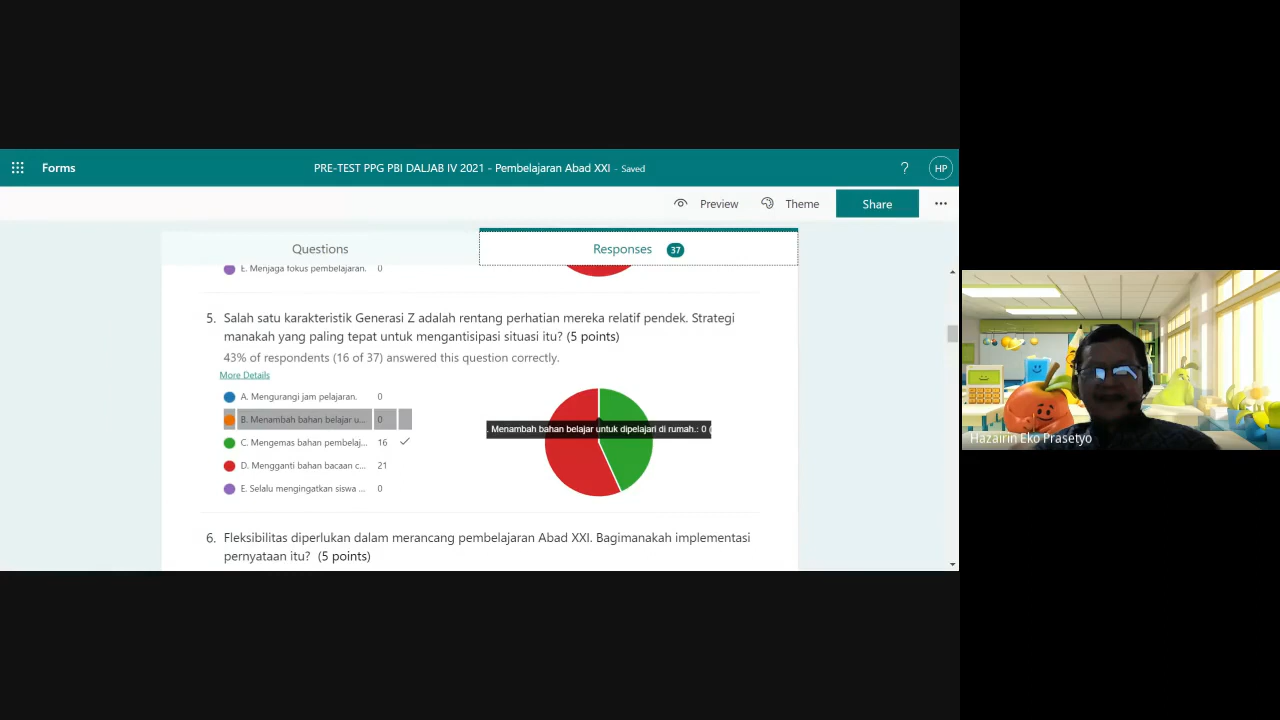 Forms
PRE-TEST PPG PBI DALJAB IV 2021 - Pembelajaran Abad XXI - Saved
? HP
Preview Theme Share ...
Questions Responses 37
E. Menjaga fokus pembelajaran. 0
5. Salah satu karakteristik Generasi Z adalah rentang perhatian mereka relatif pendek. Strategi
manakah yang paling tepat untuk mengantisipasi situasi itu? (5 points)
43% of respondents (16 of 37) answered this question correctly.
More Details
A. Mengurangi jam pelajaran. 0
B. Menambah bahan belajar u... 0
. Menambah bahan belajar untuk dipelajari di rumah.: 0 (
C. Mengemas bahan pembelaj... 16
D. Mengganti bahan bacaan c... 21
E. Selalu mengingatkan siswa ... 0
6. Fleksibilitas diperlukan dalam merancang pembelajaran Abad XXI. Bagimanakah implementasi
pernyataan itu? (5 points)
Hazairin Eko Prasetyo